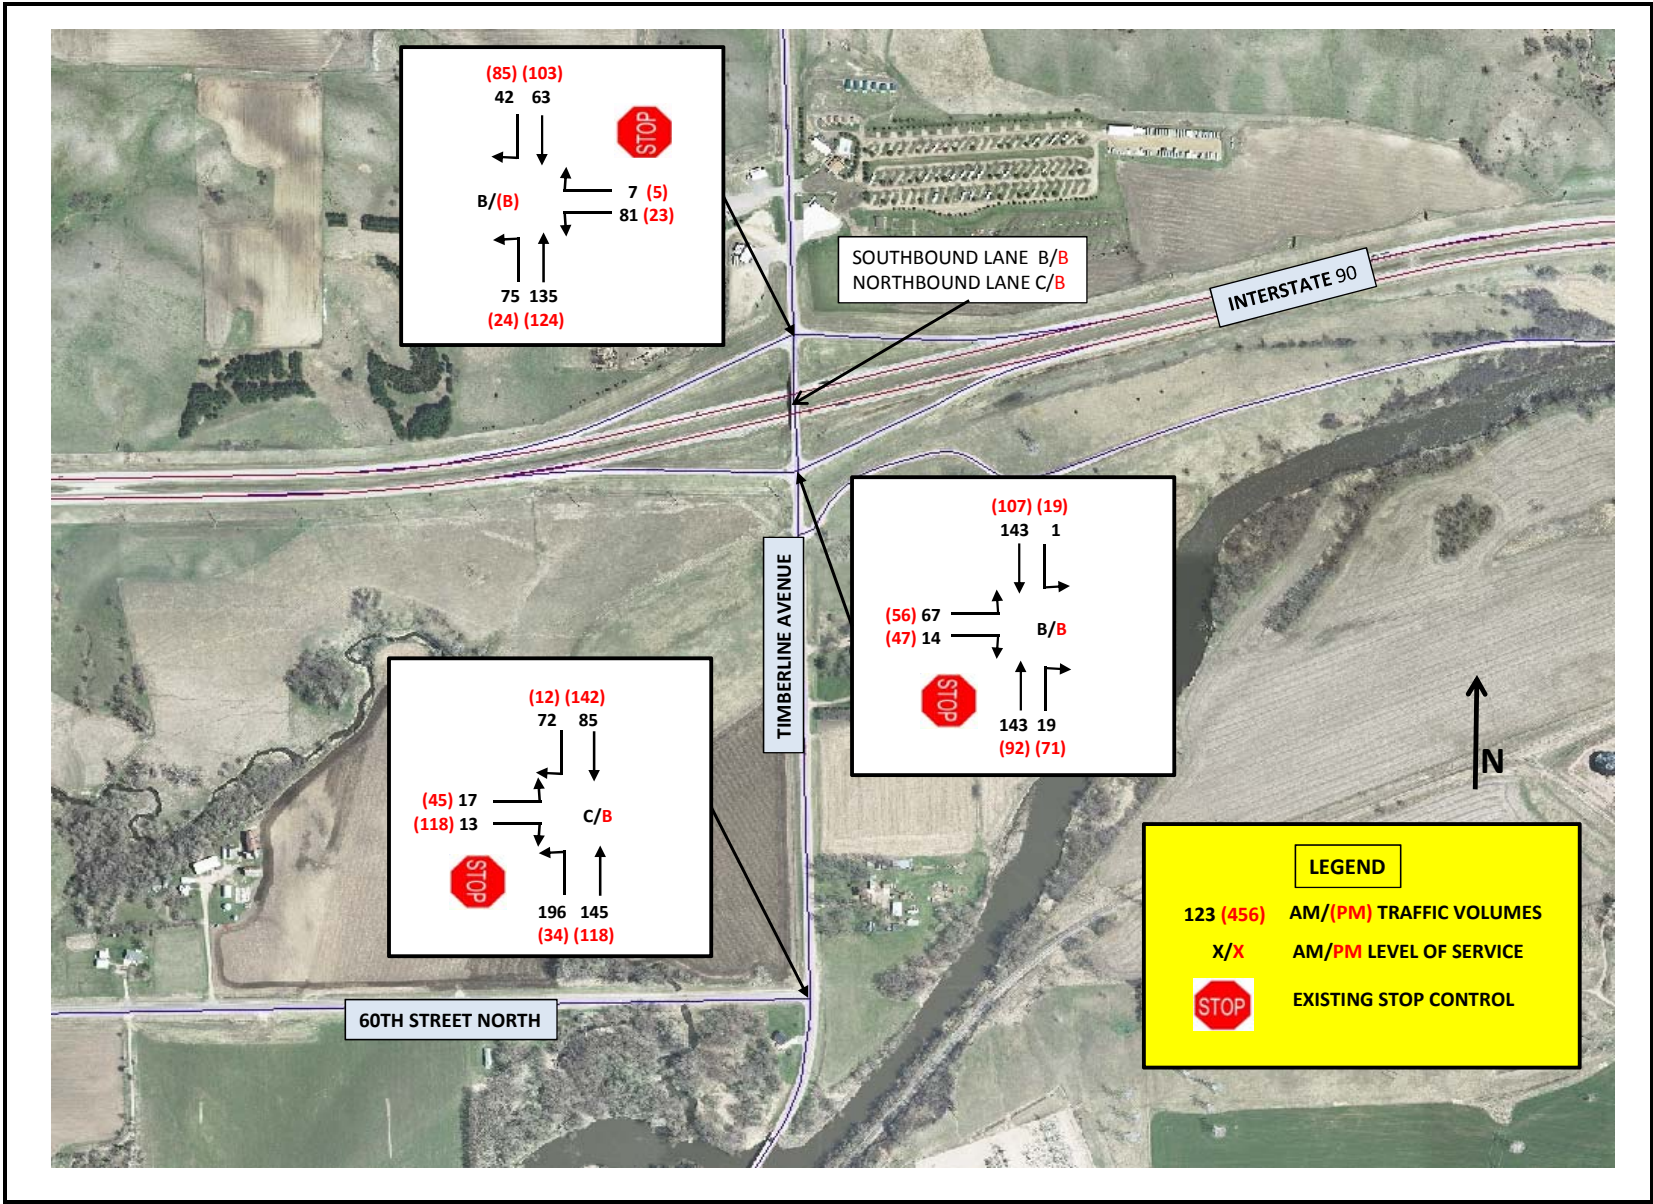 (85) (103)
42 63
STOP
B/(B)
7 (5)
81 (23)
75 135
(24) (124)
SOUTHBOUND LANE B/B
NORTHBOUND LANE C/B
INTERSTATE 90
TIMBERLINE AVENUE
(107) (19)
143 1
(56) 67
(47) 14
B/B
STOP
143 19
(92) (71)
(12) (142)
72 85
(45) 17
(118) 13
C/B
STOP
196 145
(34) (118)
60TH STREET NORTH
N
LEGEND
123 (456) AM/(PM) TRAFFIC VOLUMES
X/X AM/PM LEVEL OF SERVICE
STOP EXISTING STOP CONTROL